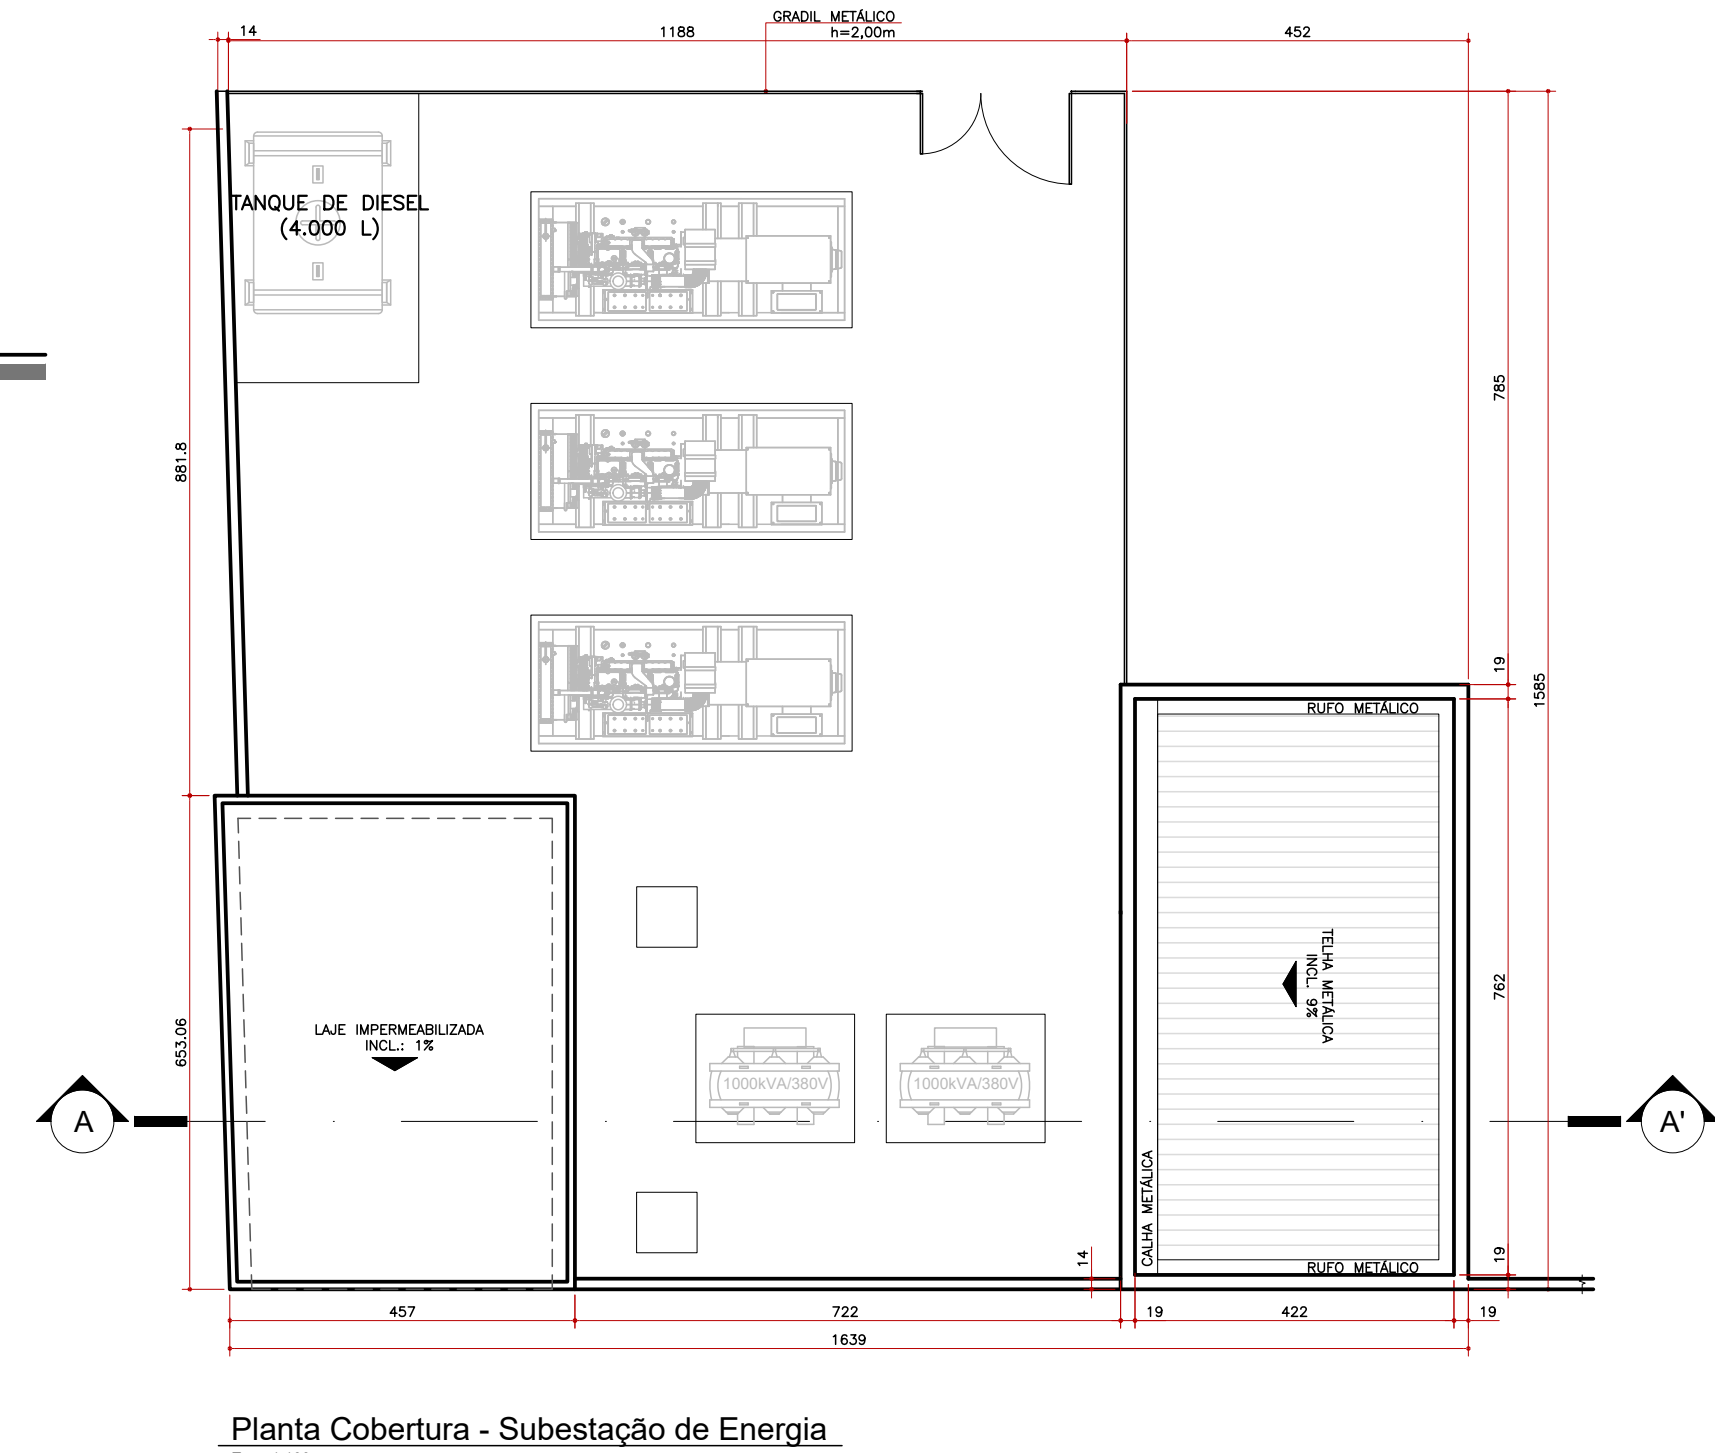 GRADIL METÁLICO
h=2,00m
14
1188
452
TANQUE DE DIESEL
(4.000 L)
881.8
785
19
1585
RUFO METÁLICO
TELHA METÁLICA
INCL. 9%
762
653.06
LAJE IMPERMEABILIZADA
INCL.: 1%
1000kVA/380V
1000kVA/380V
A
A'
CALHA METÁLICA
14
19
RUFO METÁLICO
457
722
19
422
19
1639
Planta Cobertura - Subestação de Energia